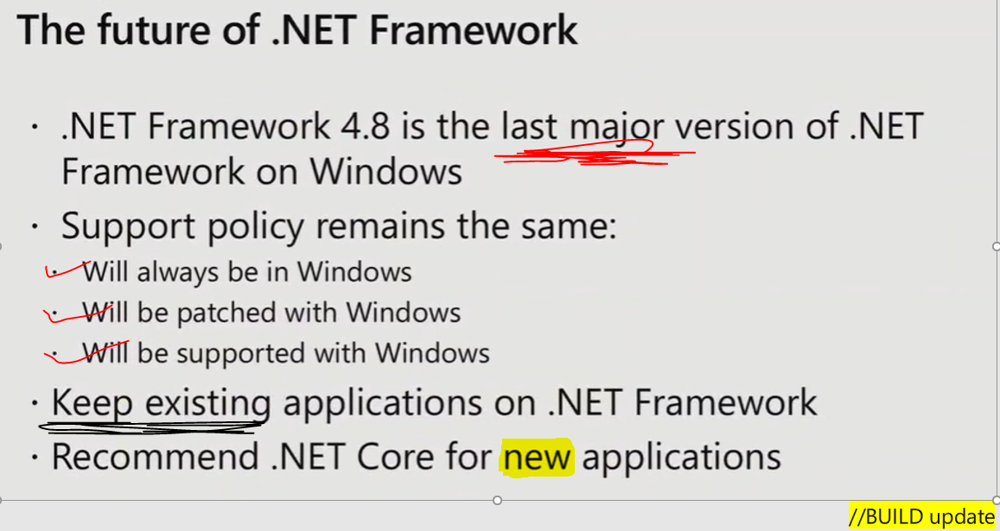 The future of .NET Framework
· .NET Framework 4.8 is the last major version of .NET
Framework on Windows
· Support policy remains the same:
· Will always be in Windows
· Will be patched with Windows
· Will be supported with Windows
· Keep existing applications on .NET Framework
· Recommend .NET Core for new applications
//BUILD update